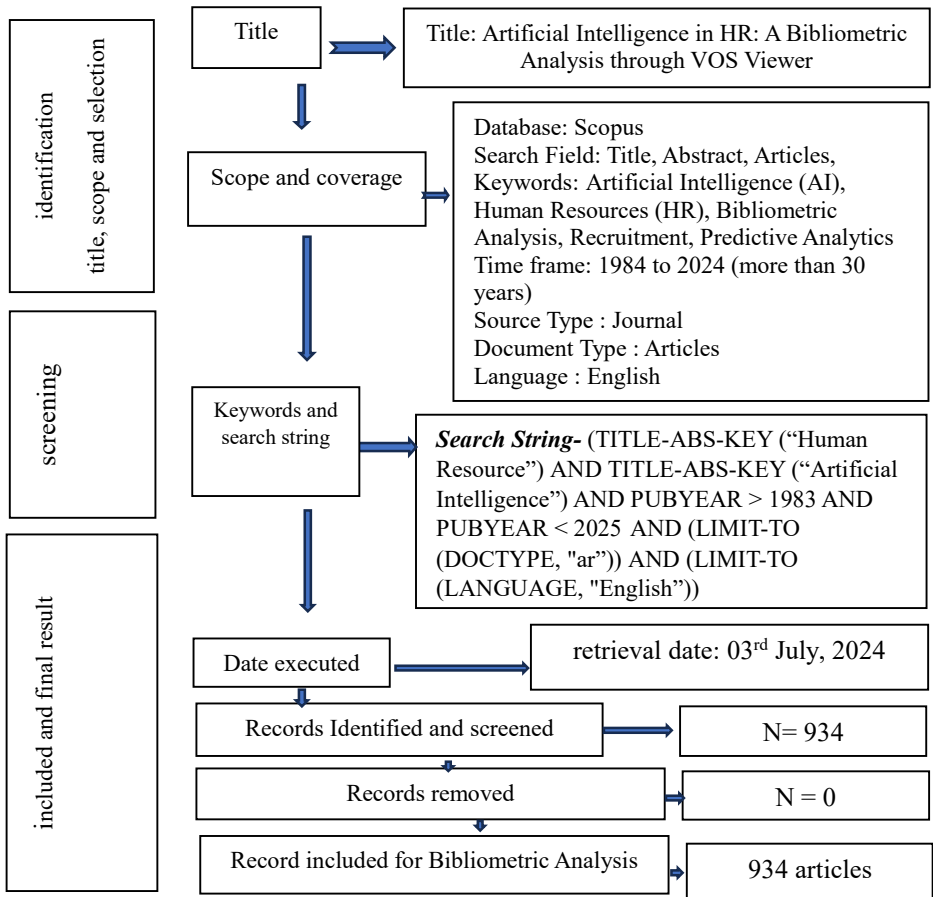 identification
title, scope and selection
Title
Title: Artificial Intelligence in HR: A Bibliometric
Analysis through VOS Viewer
Scope and coverage
Database: Scopus
Search Field: Title, Abstract, Articles,
Keywords: Artificial Intelligence (AI),
Human Resources (HR), Bibliometric
Analysis, Recruitment, Predictive Analytics
Time frame: 1984 to 2024 (more than 30
years)
Source Type : Journal
Document Type : Articles
Language : English
screening
Keywords and
search string
Search String- (TITLE-ABS-KEY (“Human
Resource”) AND TITLE-ABS-KEY (“Artificial
Intelligence”) AND PUBYEAR > 1983 AND
PUBYEAR < 2025 AND (LIMIT-TO
(DOCTYPE, "ar”)) AND (LIMIT-TO
(LANGUAGE, "English”))
included and final result
Date executed
retrieval date: 03rd July, 2024
Records Identified and screened
N= 934
Records removed
N = 0
Record included for Bibliometric Analysis
934 articles